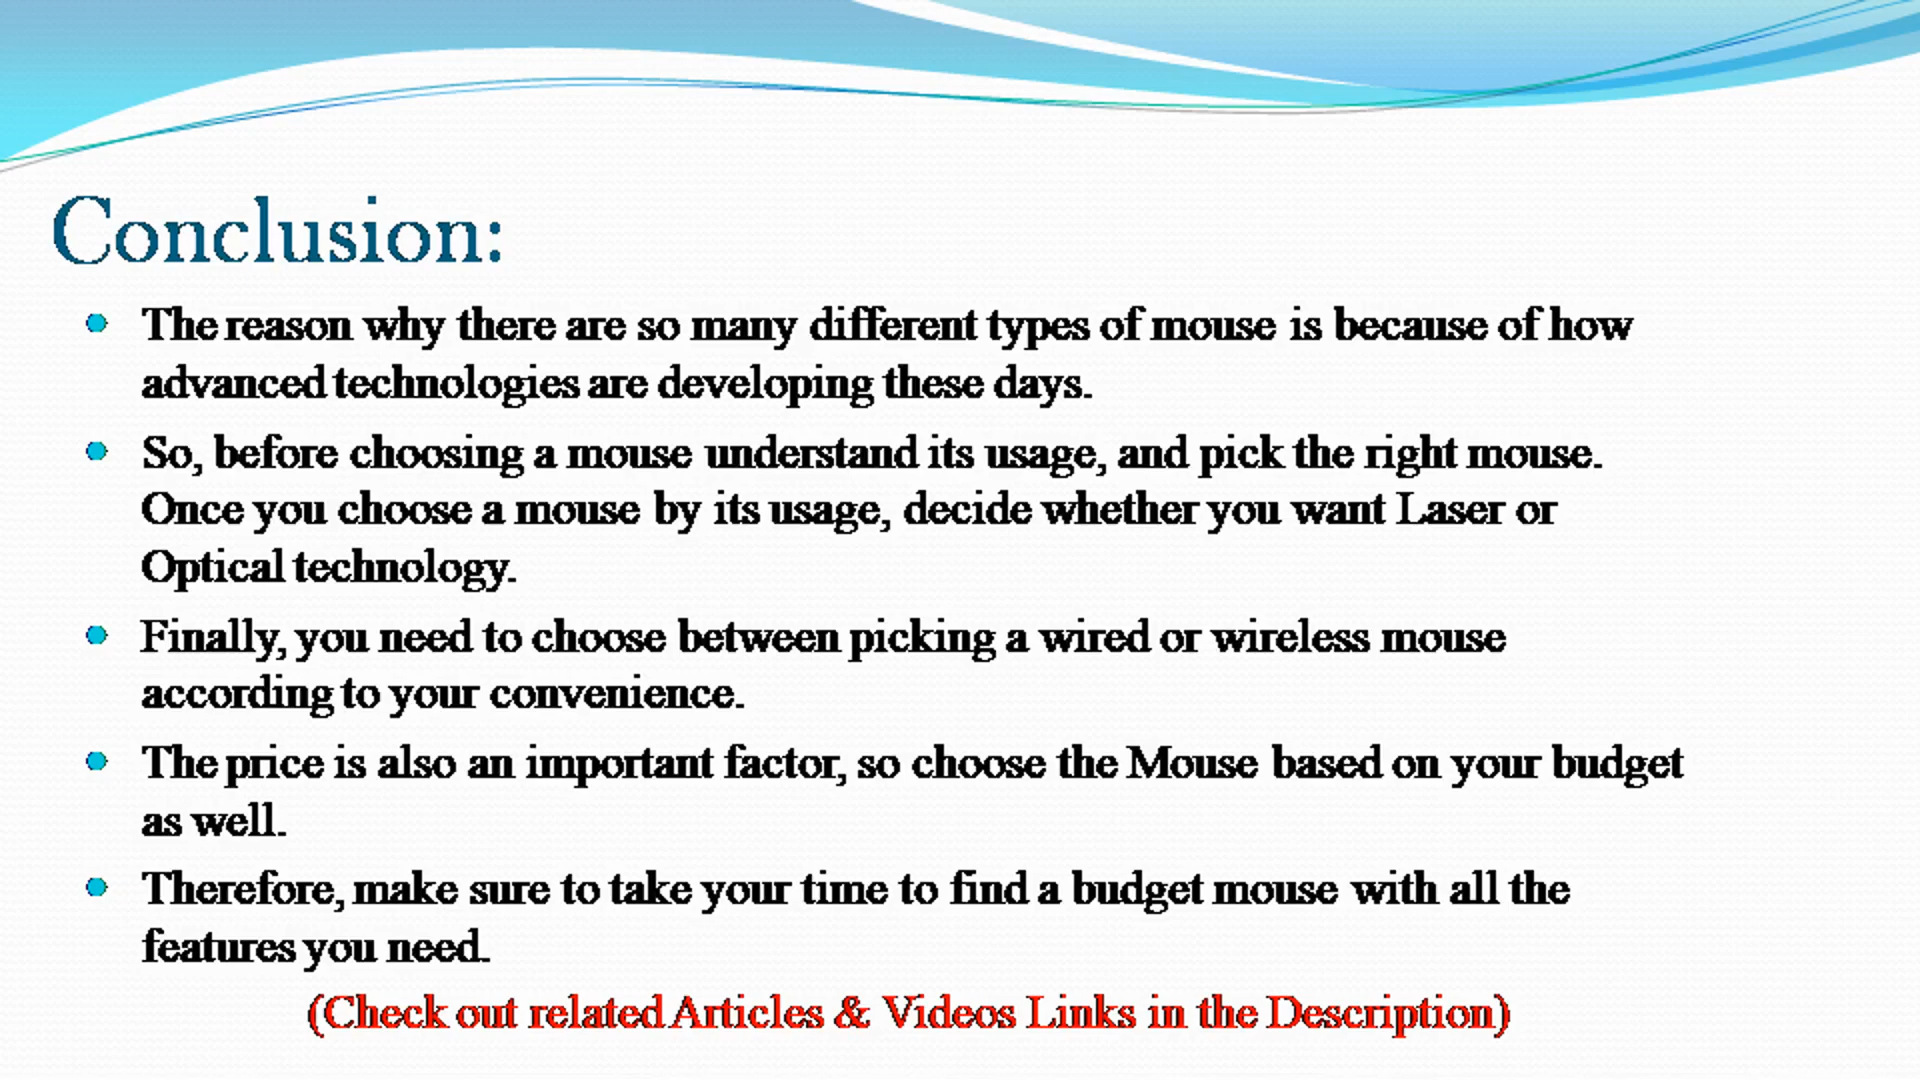 Conclusion:
The reason why there are so many different types of mouse is because of how
advanced technologies are developing these days.
So, before choosing a mouse understand its usage, and pick the right mouse.
Once you choose a mouse by its usage, decide whether you want Laser or
Optical technology.
Finally, you need to choose between picking a wired or wireless mouse
according to your convenience.
The price is also an important factor, so choose the Mouse based on your budget
as well.
Therefore, make sure to take your time to find a budget mouse with all the
features you need.
(Check out related Articles & Videos Links in the Description)